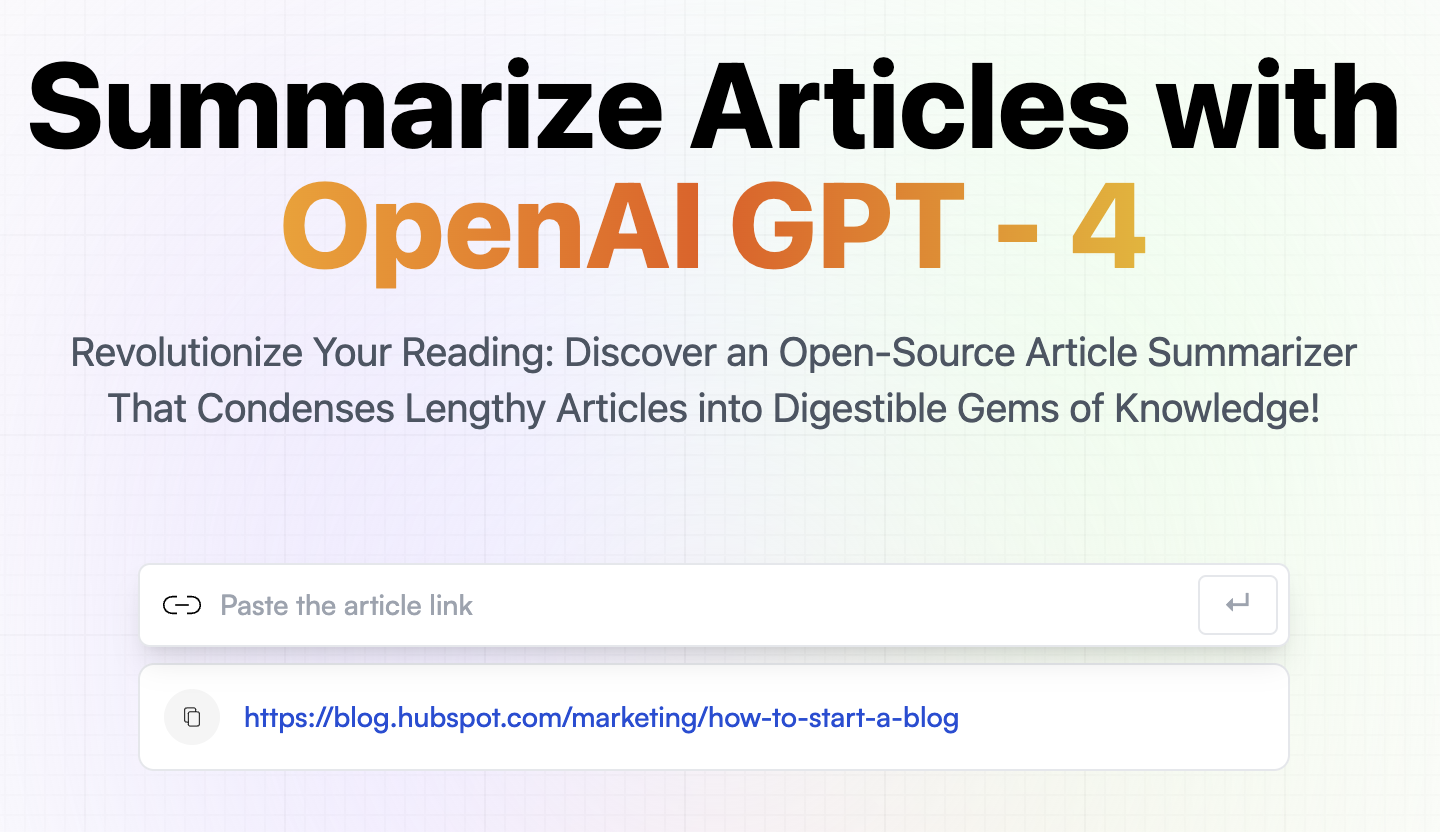 Summarize Articles with
OpenAI GPT - 4
Revolutionize Your Reading: Discover an Open-Source Article Summarizer
That Condenses Lengthy Articles into Digestible Gems of Knowledge!
Paste the article link
https://blog.hubspot.com/marketing/how-to-start-a-blog